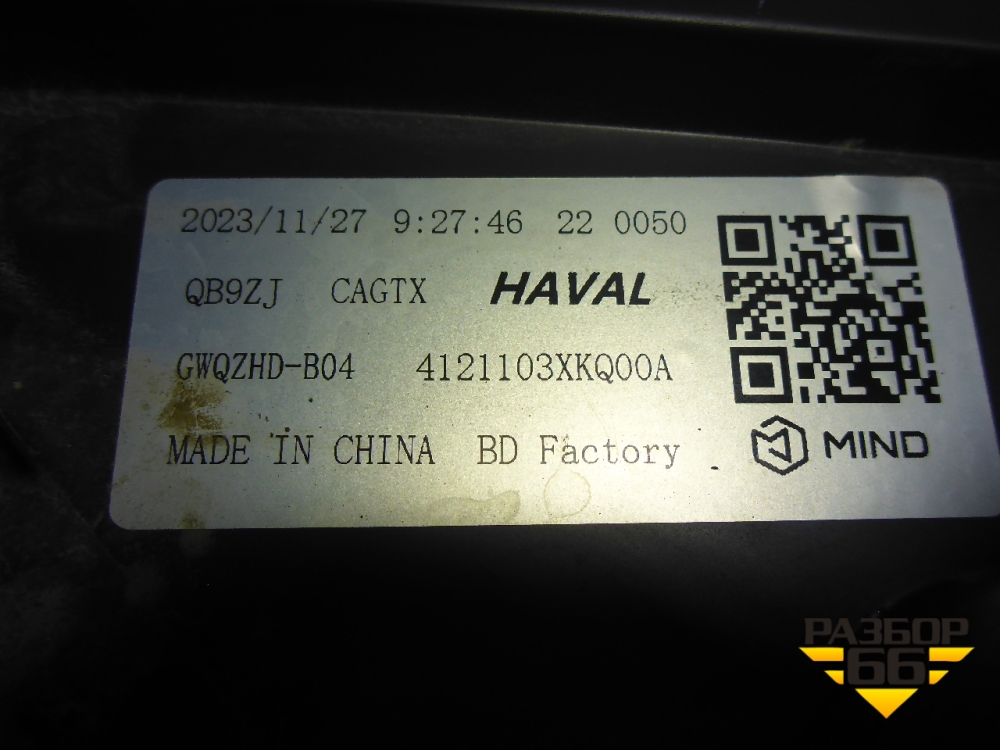 2023/11/27 9:27:46 22 0050
QB9ZJ CAGTX HAVAL
GWQZHD-B04 4121103XKQ00A
MADE IN CHINA BD Factory
MIND
РАЗБОР
66